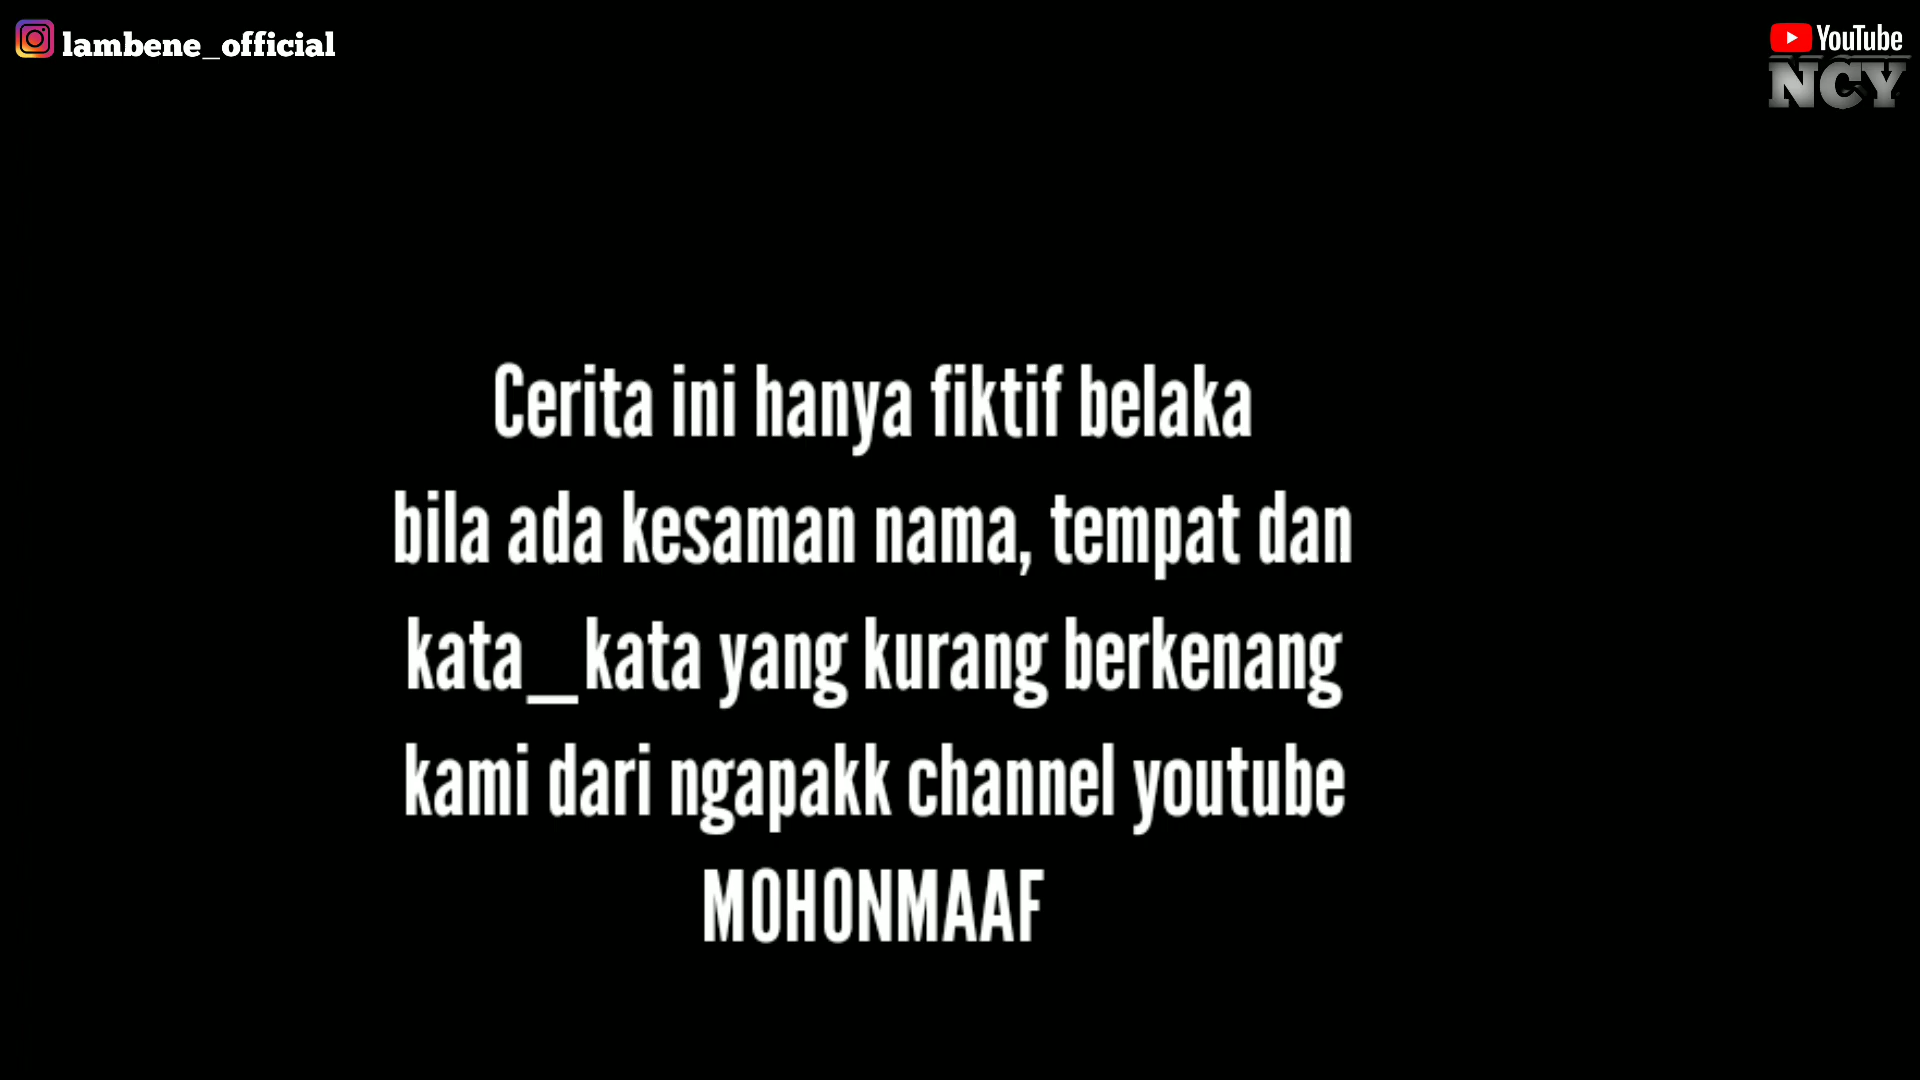 lambene_official
YouTube
NCY
Cerita ini hanya fiktif belaka
bila ada kesaman nama, tempat dan
kata_kata yang kurang berkenang
kami dari ngapakk channel youtube
MOHONMAAF